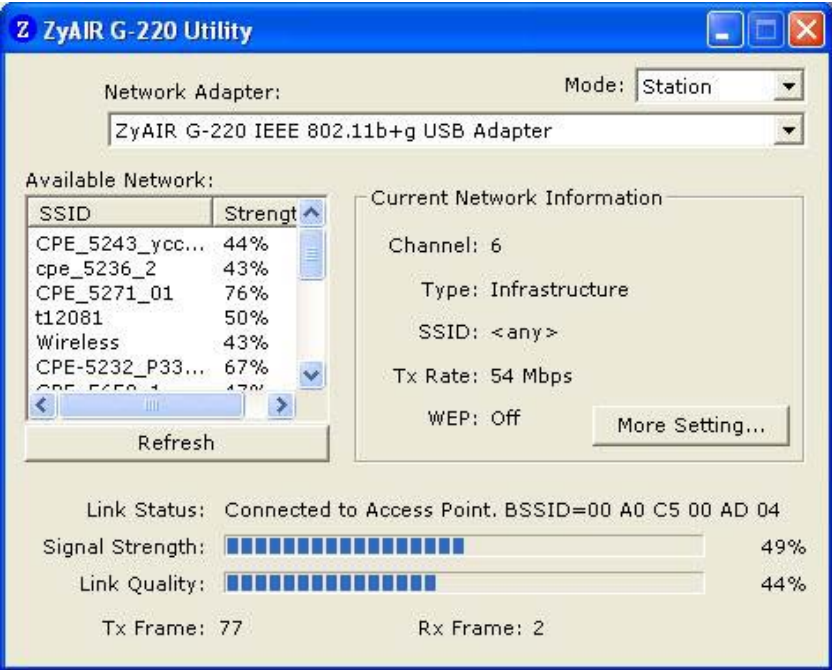 Z ZyAIR G-220 Utility
Mode: Station
Network Adapter:
ZyAIR G-220 IEEE 802.11b+g USB Adapter
Available Network:
SSID Strengt
CPE_5243_ycc... 44%
cpe_5236_2 43%
CPE_5271_01 76%
t12081 50%
Wireless 43%
CPE-5232_P33... 67%
Refresh
Current Network Information
Channel: 6
Type: Infrastructure
SSID: <any>
Tx Rate: 54 Mbps
WEP: Off
More Setting...
Link Status: Connected to Access Point. BSSID=00 A0 C5 00 AD 04
Signal Strength: 49%
Link Quality: 44%
Tx Frame: 77 Rx Frame: 2